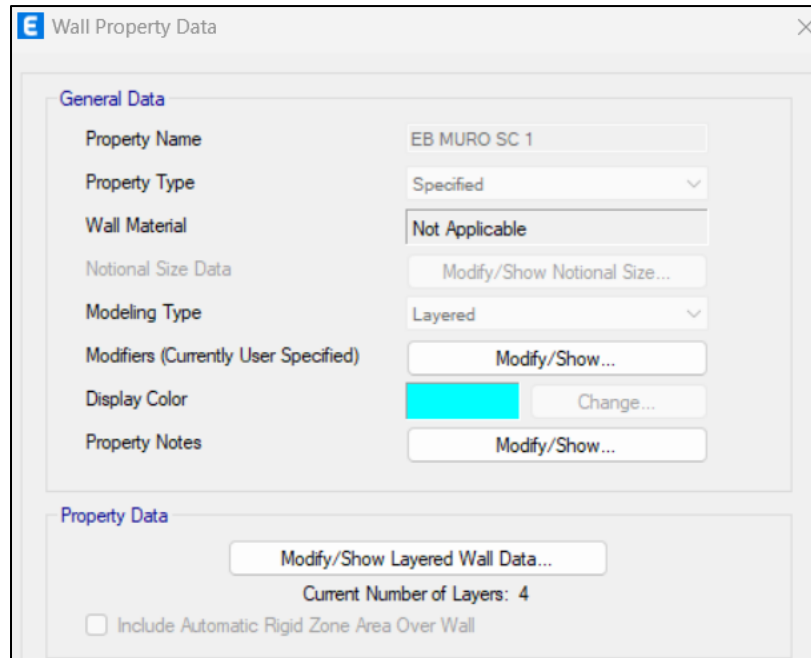 E Wall Property Data
General Data
Property Name EB MURO SC 1
Property Type Specified
Wall Material Not Applicable
Notional Size Data Modify/Show Notional Size...
Modeling Type Layered
Modifiers (Currently User Specified) Modify/Show...
Display Color Change...
Property Notes Modify/Show...
Property Data
Modify/Show Layered Wall Data...
Current Number of Layers: 4
Include Automatic Rigid Zone Area Over Wall